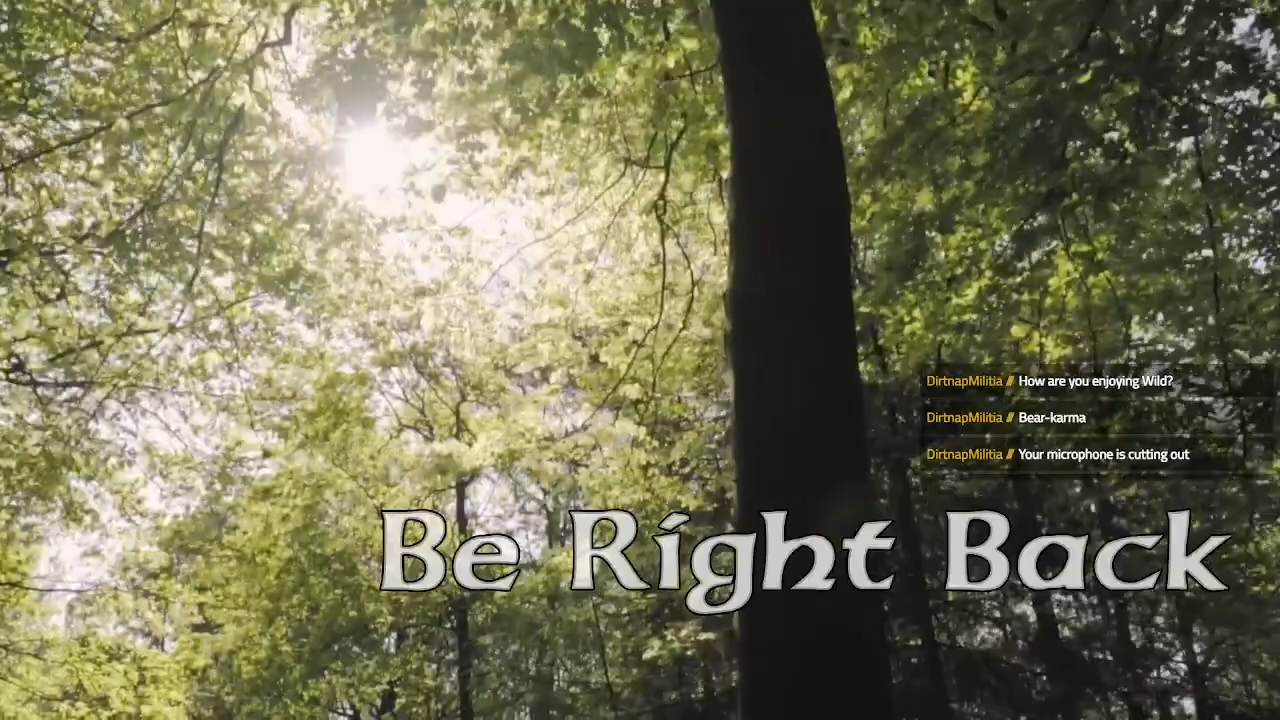 DirtnapMilitia // How are you enjoying Wild?
DirtnapMilitia // Bear-karma
DirtnapMilitia // Your microphone is cutting out
Be Right Back